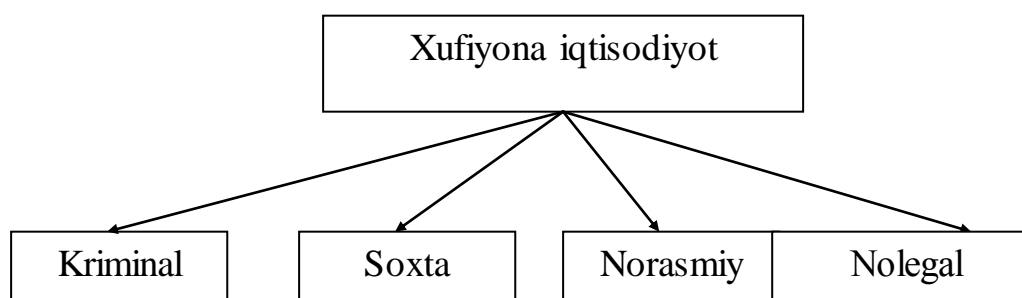 Xufiyona iqtisodiyot
Kriminal
Soxta
Norasmiy
Nolegal